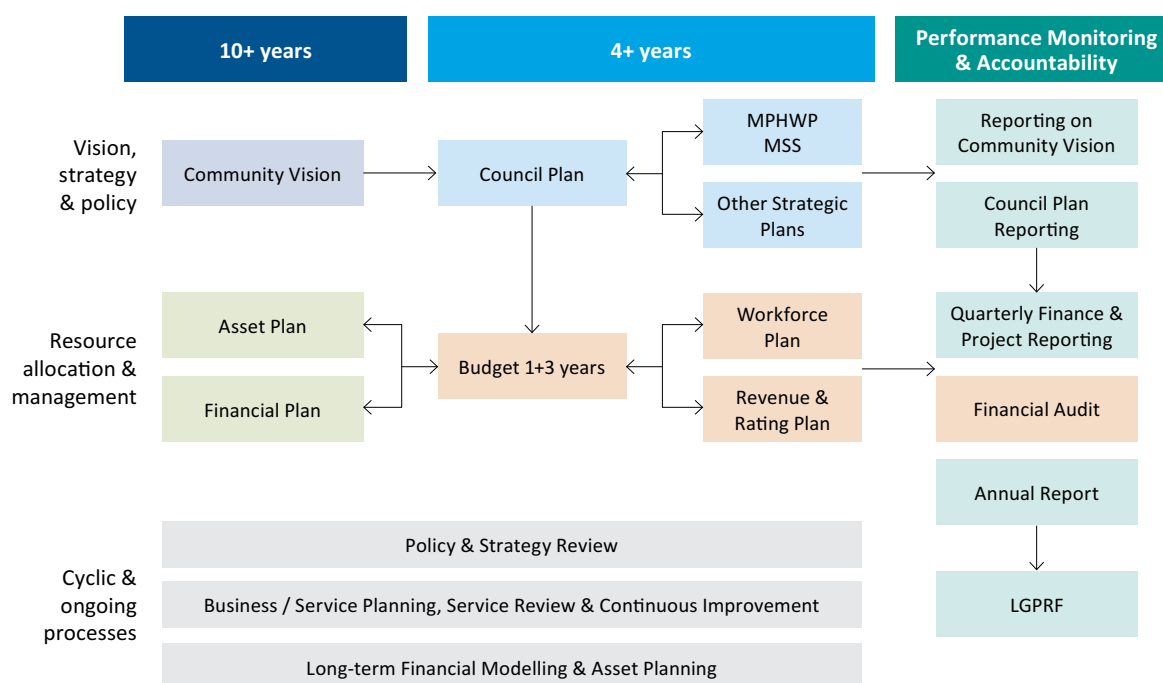 10+ years
4+ years
Performance Monitoring
& Accountability
Vision,
strategy
& policy
Community Vision
Council Plan
MPHWP
MSS
Other Strategic
Plans
Reporting on
Community Vision
Council Plan
Reporting
Resource
allocation &
management
Asset Plan
Financial Plan
Budget 1+3 years
Workforce
Plan
Revenue &
Rating Plan
Quarterly Finance &
Project Reporting
Financial Audit
Annual Report
LGPRF
Cyclic &
ongoing
processes
Policy & Strategy Review
Business / Service Planning, Service Review & Continuous Improvement
Long-term Financial Modelling & Asset Planning